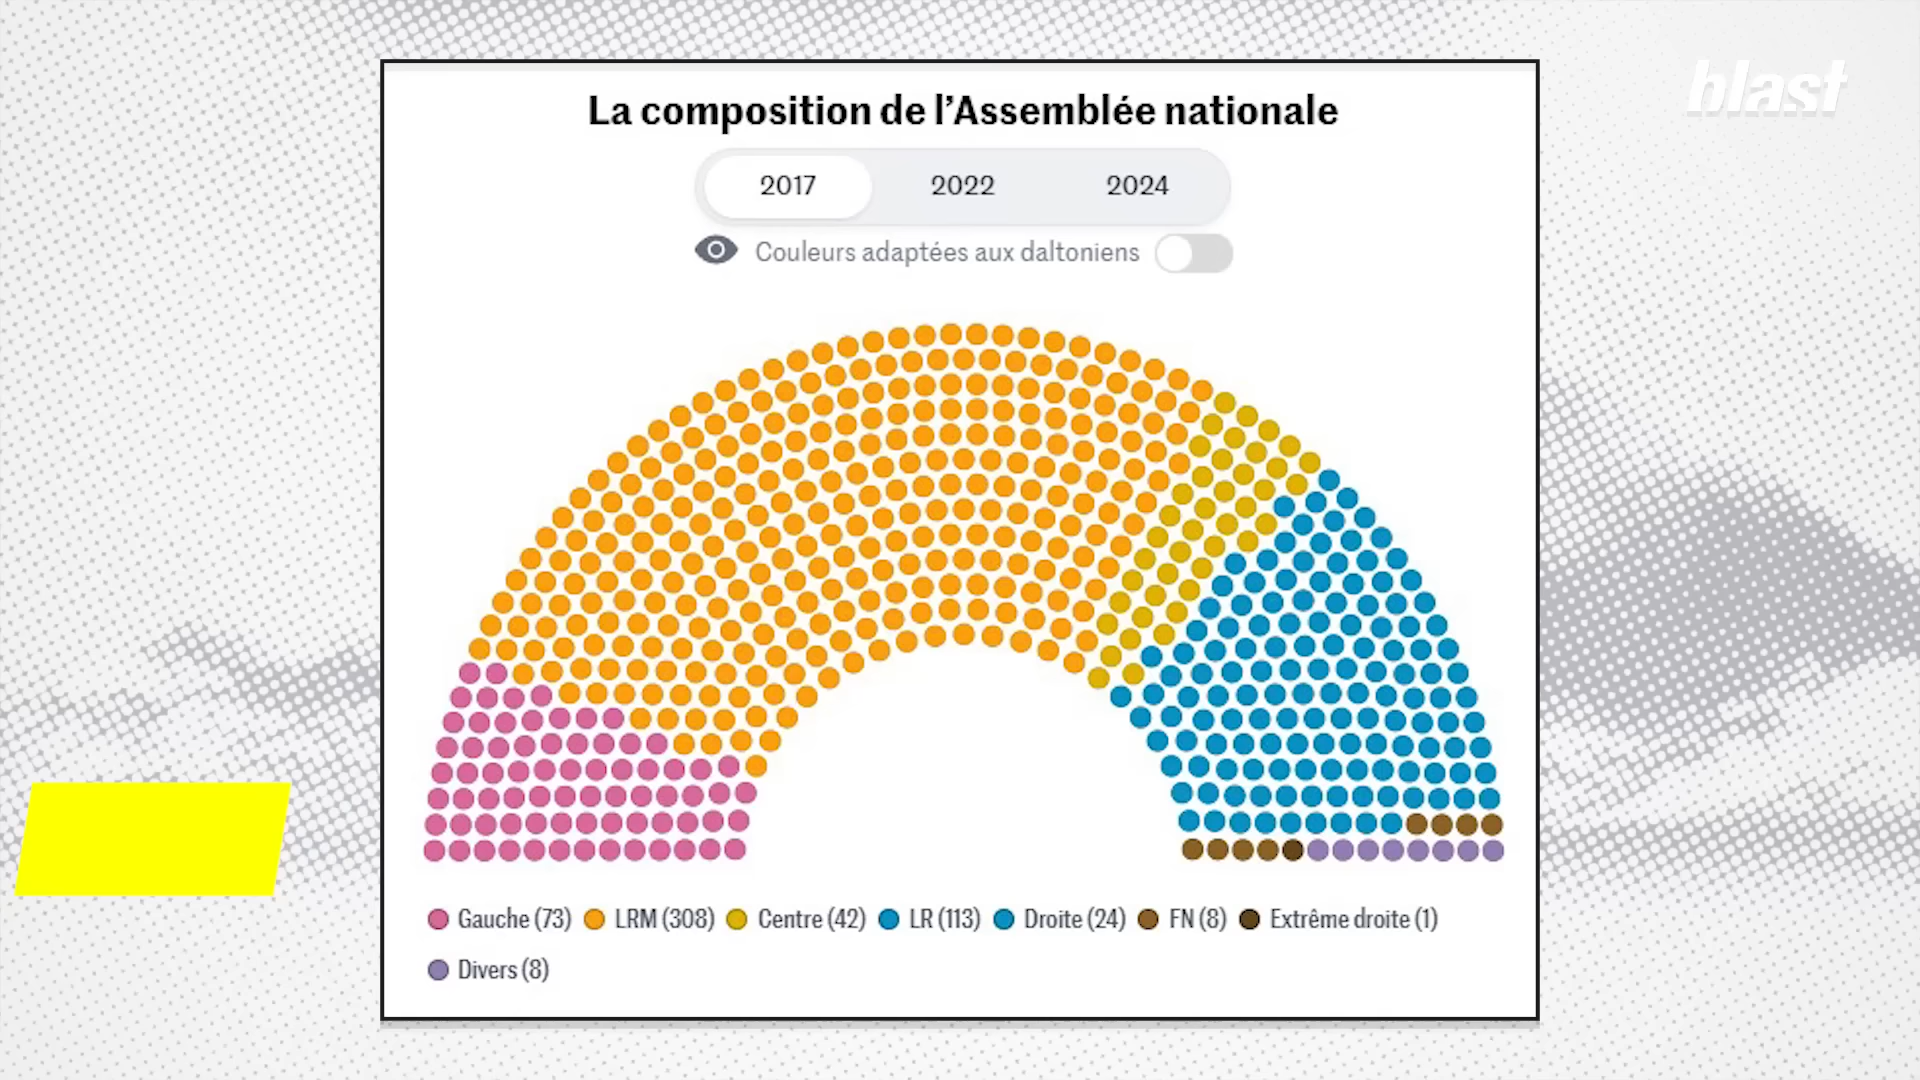 blast
La composition de l'Assemblée nationale
2017 2022 2024
Couleurs adaptées aux daltoniens
Gauche (73) LRM (308) Centre (42) LR (113) Droite (24) FN (8) Extrême droite (1)
Divers (8)